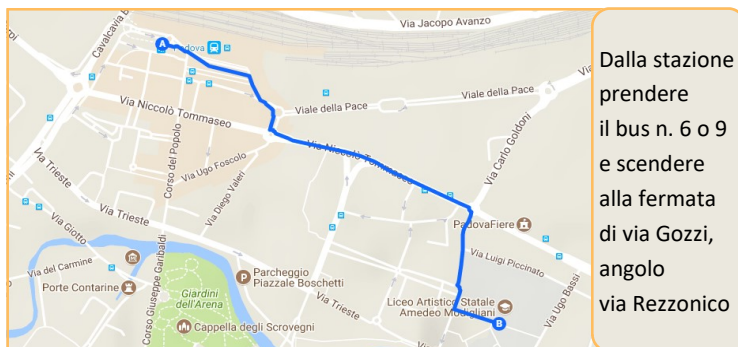 Via Jacopo Avanzo
Cavalcavia b
A
Padova
Viale della Pace
Viale della Pace
Via Niccolò Tommaseo
Via Niccolò Tommaseo
Via Carlo Goldoni
Corso del Popolo
Via Ugo Foscolo
Via Diego Valeri
Via Trieste
Via Trieste
Via Trieste
PadovaFiere
Via Luigi Piccinato
Via Ugo Bassi
Via Giotto
Via del Carmine
Porte Contarine
Corso Giuseppe Garibaldi
Giardini
dell'Arena
Cappella degli Scrovegni
P
Parcheggio
Piazzale Boschetti
Liceo Artistico Statale
Amedeo Modigliani
B
Dalla stazione
prendere
il bus n. 6 o 9
e scendere
alla fermata
di via Gozzi,
angolo
via Rezzonico